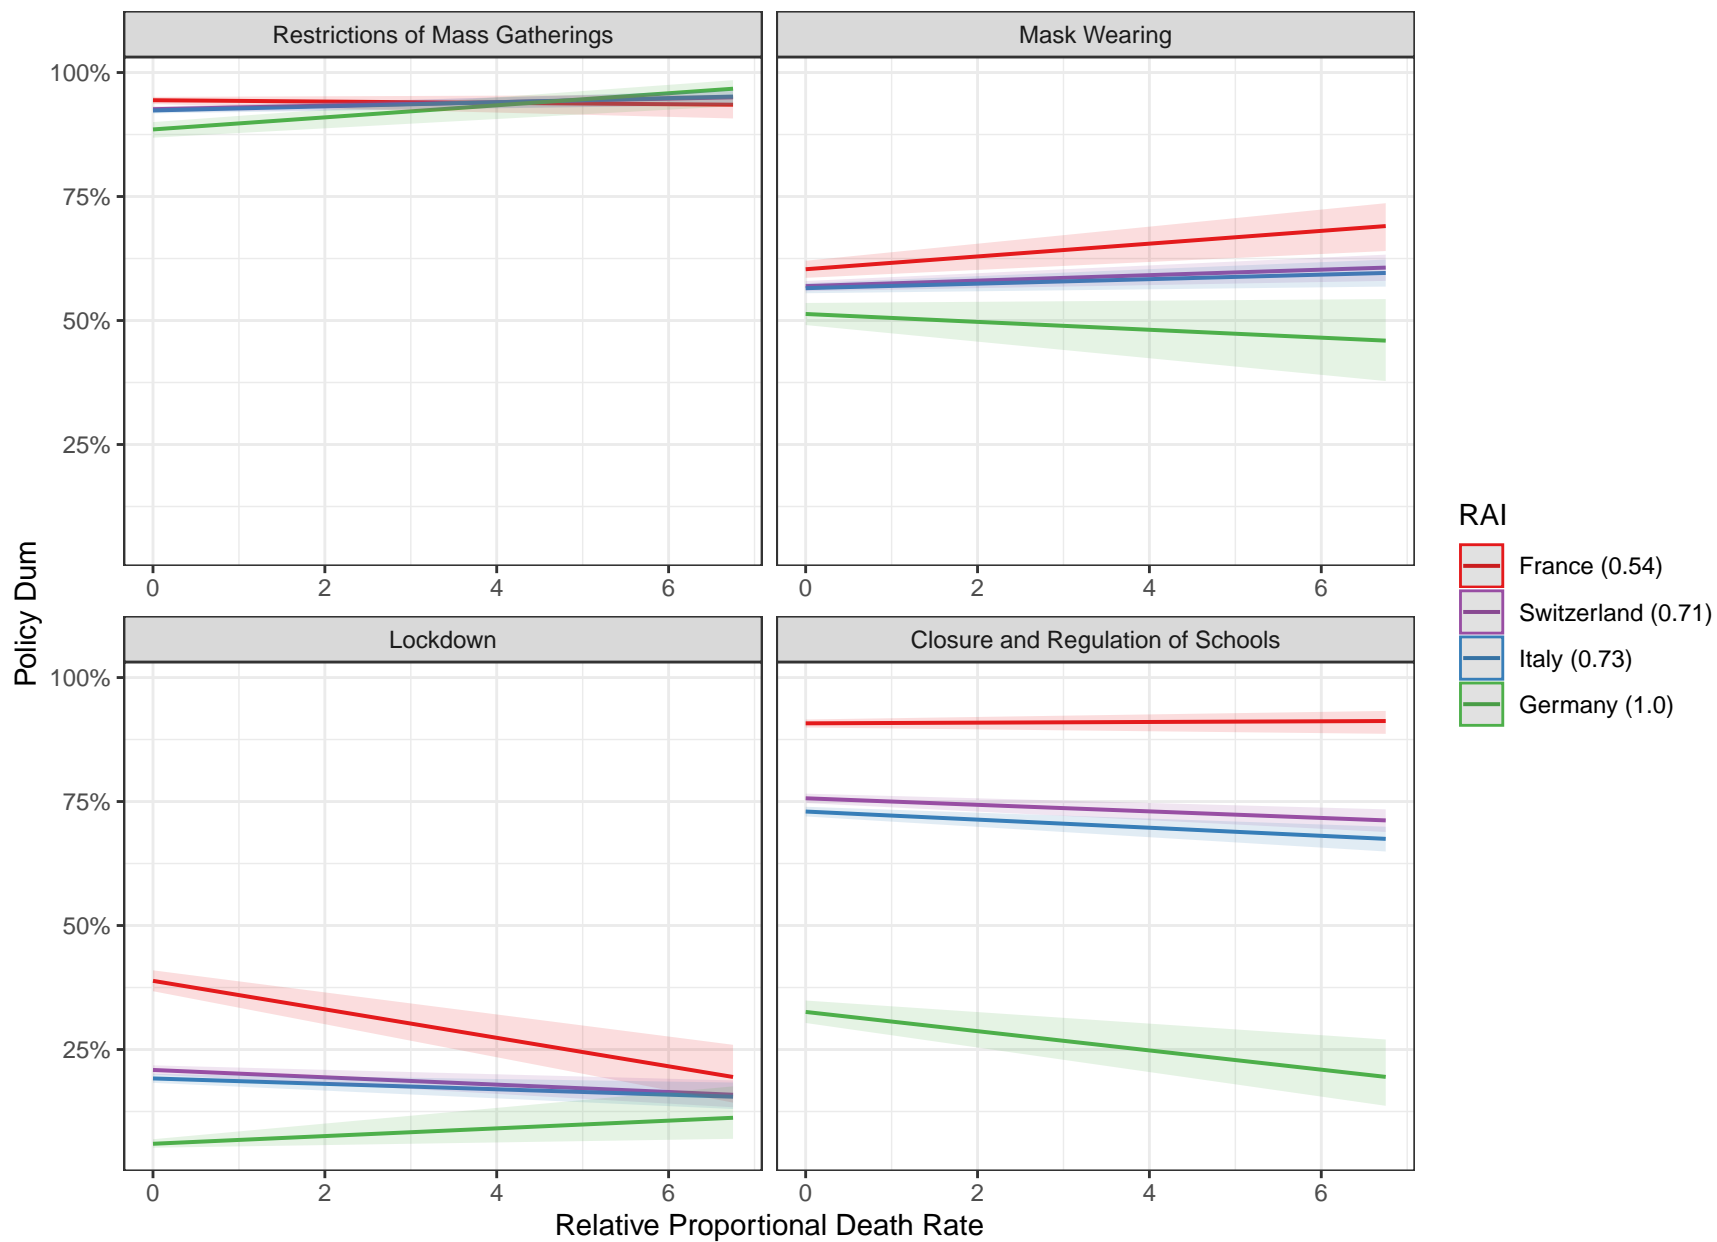 Restrictions of Mass Gatherings
Mask Wearing
100%
75%
50%
25%
0 2 4 6
0 2 4 6
Policy Dum
Lockdown
Closure and Regulation of Schools
100%
75%
50%
25%
0 2 4 6
0 2 4 6
Relative Proportional Death Rate
RAI
France (0.54)
Switzerland (0.71)
Italy (0.73)
Germany (1.0)